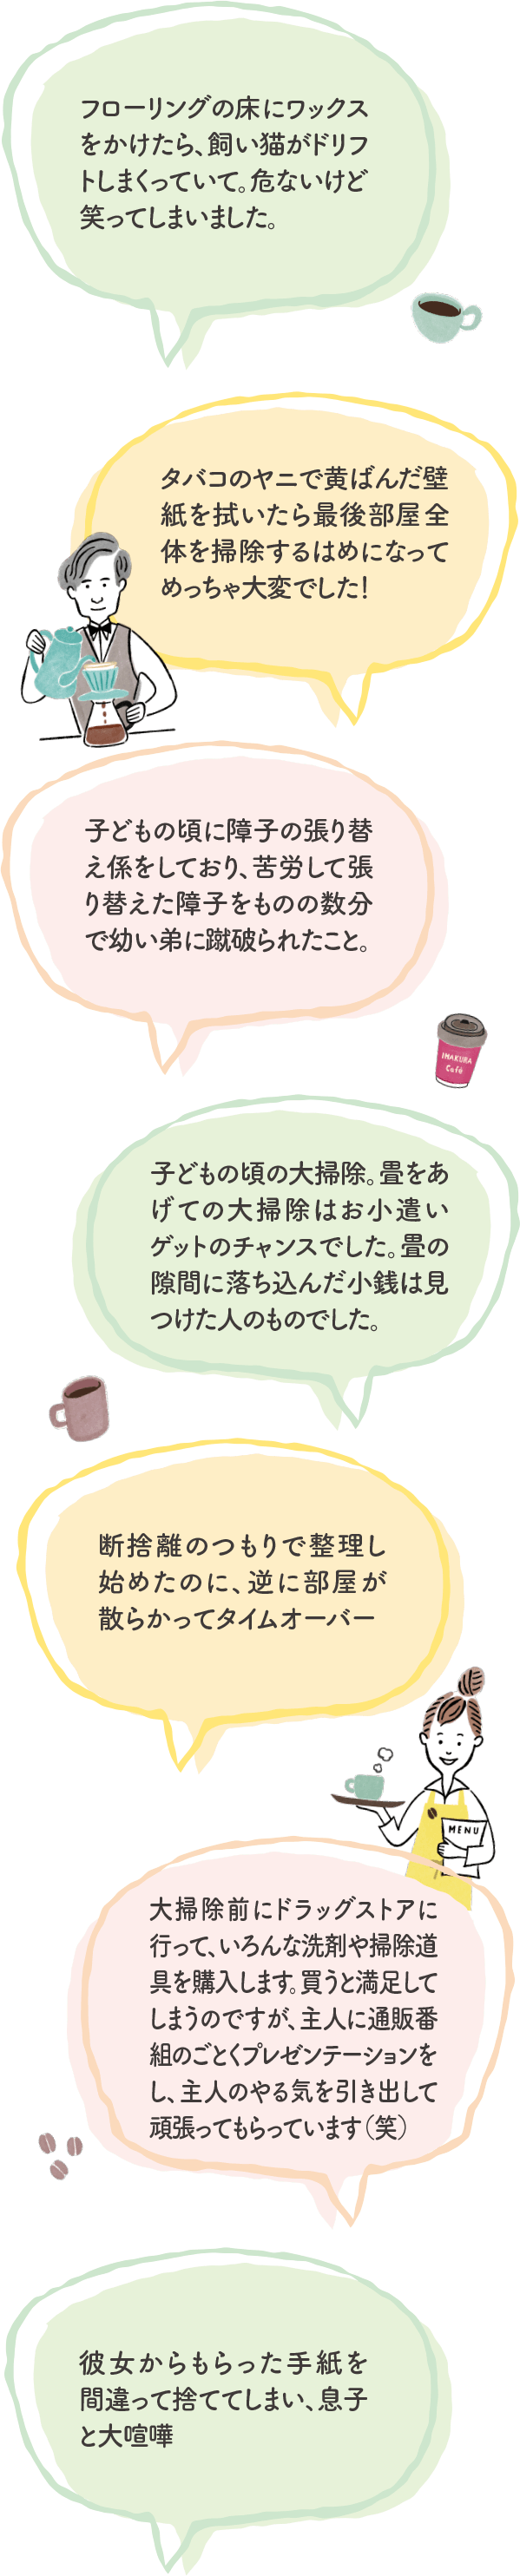 フローリングの床にワックス
をかけたら、飼い猫がドリフ
トしまくっていて。危ないけど
笑ってしまいました。
タバコのヤニで黄ばんだ壁
紙を拭いたら最後部屋全
体を掃除するはめになって
めっちゃ大変でした！
子どもの頃に障子の張り替
え係をしており、苦労して張
り替えた障子をものの数分
で幼い弟に蹴破られたこと。
IMAKURA
Café
子どもの頃の大掃除。畳をあ
げての大掃除はお小遣い
ゲットのチャンスでした。畳の
隙間に落ち込んだ小銭は見
つけた人のものでした。
断捨離のつもりで整理し
始めたのに、逆に部屋が
散らかってタイムオーバー
MENU
大掃除前にドラッグストアに
行って、いろんな洗剤や掃除道
具を購入します。買うと満足して
しまうのですが、主人に通販番
組のごとくプレゼンテーションを
し、主人のやる気を引き出して
頑張ってもらっています（笑）
彼女からもらった手紙を
間違って捨ててしまい、息子
と大喧嘩